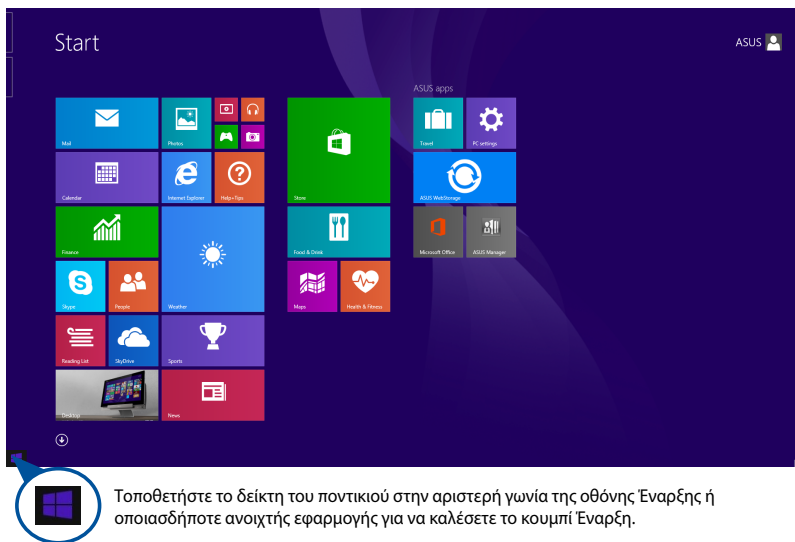 Start
ASUS
ASUS apps
Mail
Photos
Travel
PC settings
Calendar
Internet Explorer
Help+Tips
Store
ASUS WebStorage
Finance
Food & Drink
Microsoft Office
ASUS Manager
Skype
People
Weather
Maps
Health & Fitness
Reading List
SkyDrive
Sports
Desktop
News
Τοποθετήστε το δείκτη του ποντικιού στην αριστερή γωνία της οθόνης Έναρξης ή
οποιασδήποτε ανοιχτής εφαρμογής για να καλέσετε το κουμπί Έναρξη.